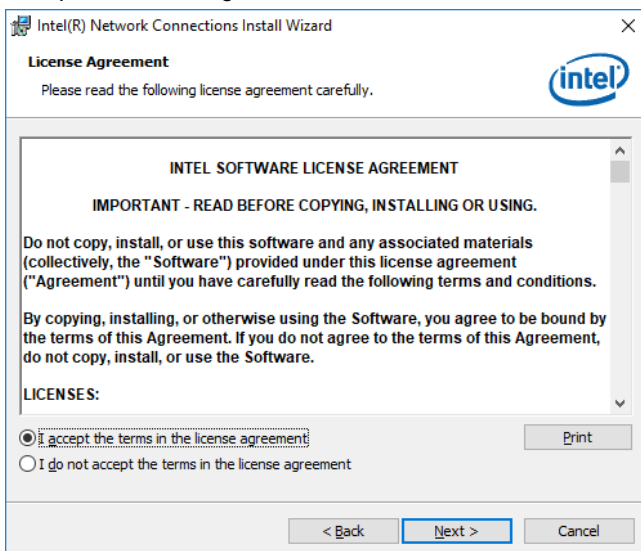 Intel(R) Network Connections Install Wizard
License Agreement
Please read the following license agreement carefully.
intel
INTEL SOFTWARE LICENSE AGREEMENT
IMPORTANT - READ BEFORE COPYING, INSTALLING OR USING.
Do not copy, install, or use this software and any associated materials
(collectively, the "Software") provided under this license agreement
("Agreement") until you have carefully read the following terms and conditions.
By copying, installing, or otherwise using the Software, you agree to be bound by
the terms of this Agreement. If you do not agree to the terms of this Agreement,
do not copy, install, or use the Software.
LICENSES:
I accept the terms in the license agreement
Print
I do not accept the terms in the license agreement
< Back Next > Cancel